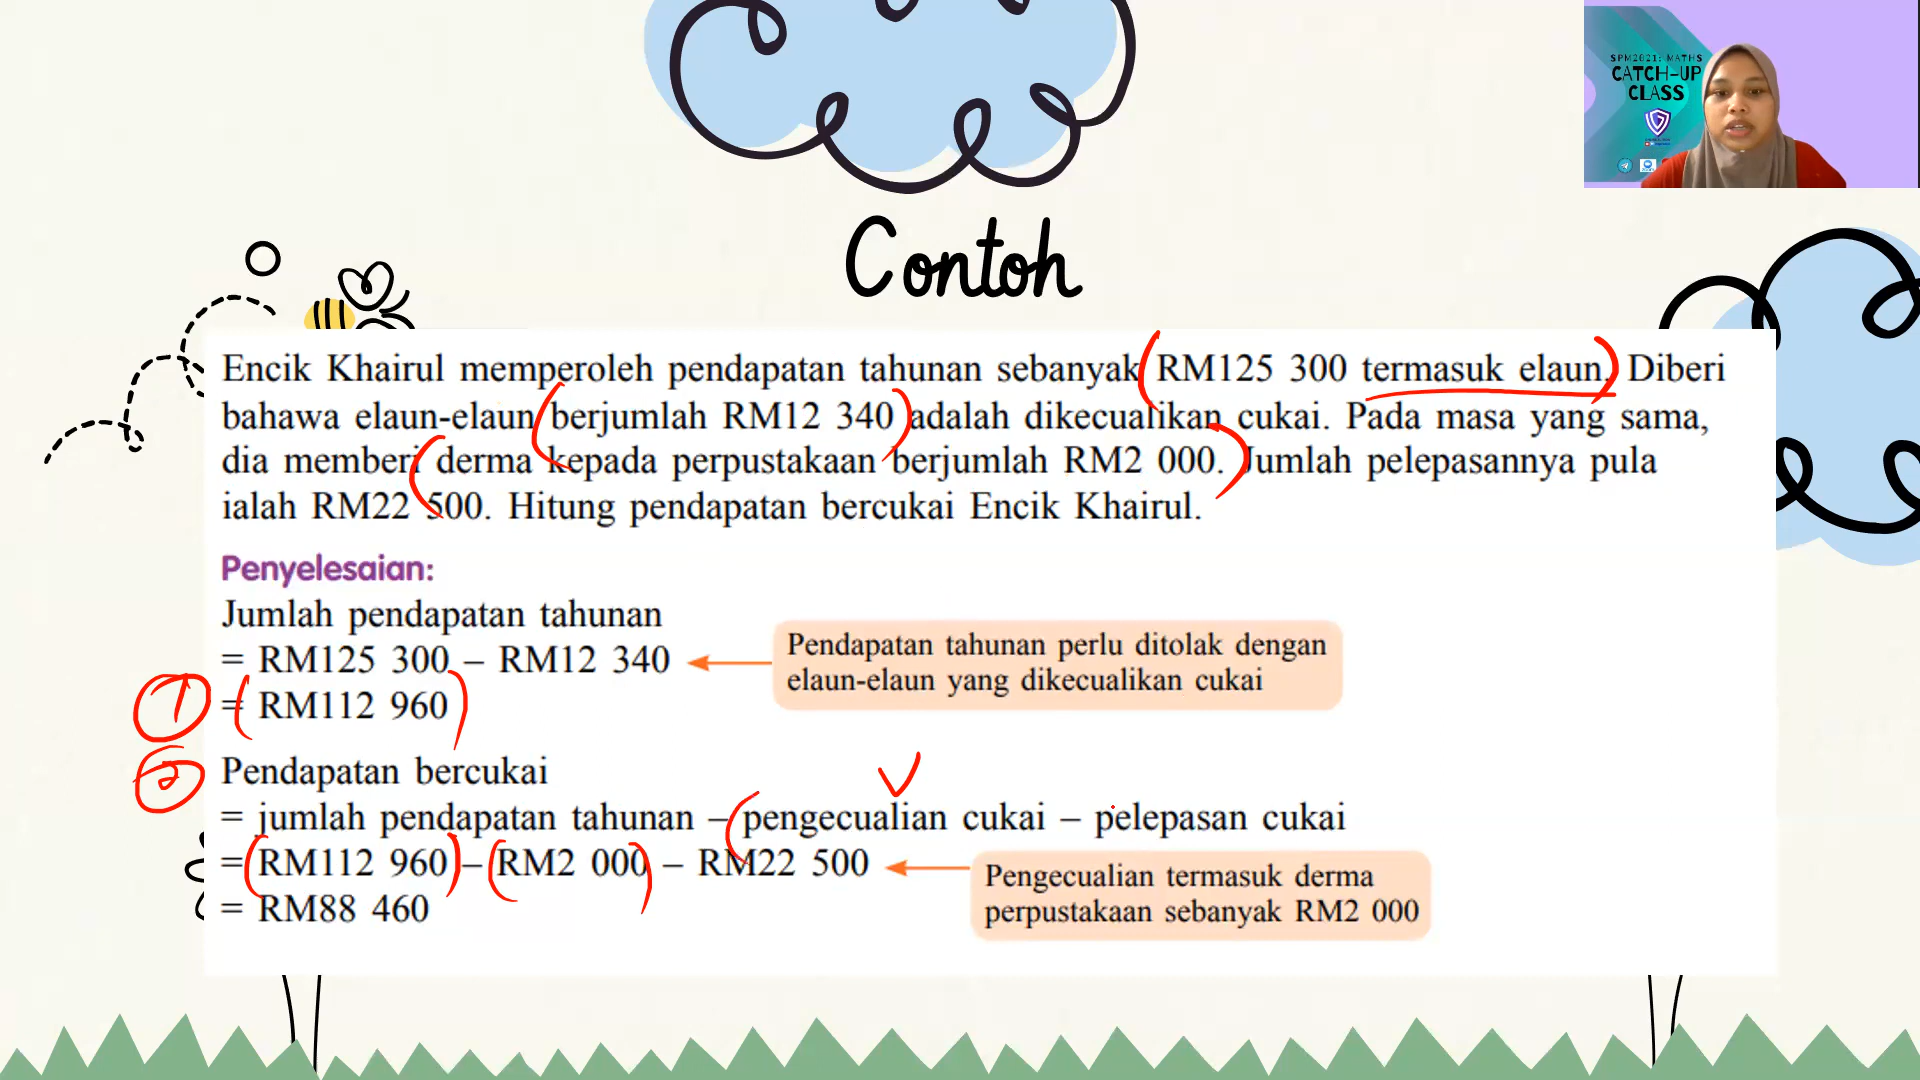 SPM2021: MATHS
CATCH-UP
CLASS
Contoh
Encik Khairul memperoleh pendapatan tahunan sebanyak RM125 300 termasuk elaun. Diberi
bahawa elaun-elaun berjumlah RM12 340 adalah dikecualikan cukai. Pada masa yang sama,
dia memberi derma kepada perpustakaan berjumlah RM2 000. Jumlah pelepasannya pula
ialah RM22 500. Hitung pendapatan bercukai Encik Khairul.
Penyelesaian:
Jumlah pendapatan tahunan
= RM125 300 – RM12 340
Pendapatan tahunan perlu ditolak dengan
elaun-elaun yang dikecualikan cukai
1 = RM112 960
2 Pendapatan bercukai
= jumlah pendapatan tahunan – pengecualian cukai – pelepasan cukai
= RM112 960 – RM2 000 – RM22 500
Pengecualian termasuk derma
perpustakaan sebanyak RM2 000
= RM88 460